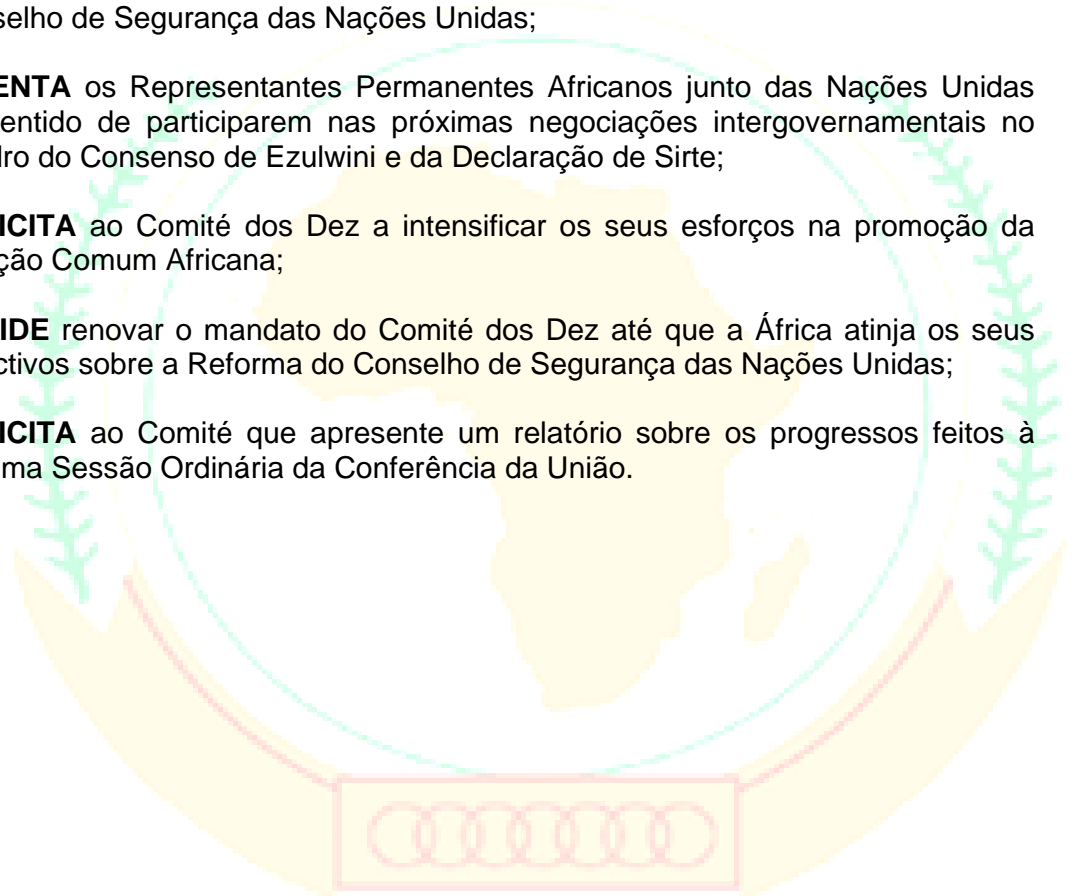 selho de Segurança das Nações Unidas;
ENTA os Representantes Permanentes Africanos junto das Nações Unidas
entido de participarem nas próximas negociações intergovernamentais no
dro do Consenso de Ezulwini e da Declaração de Sirte;
ICITA ao Comité dos Dez a intensificar os seus esforços na promoção da
ção Comum Africana;
IDE renovar o mandato do Comité dos Dez até que a África atinja os seus
ctivos sobre a Reforma do Conselho de Segurança das Nações Unidas;
ICITA ao Comité que apresente um relatório sobre os progressos feitos à
ma Sessão Ordinária da Conferência da União.